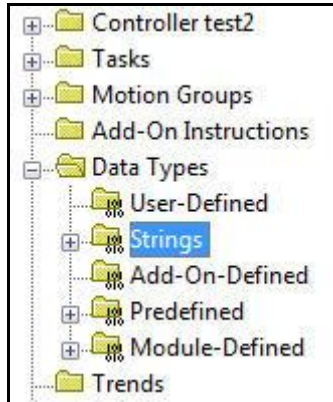 Controller test2
Tasks
Motion Groups
Add-On Instructions
Data Types
User-Defined
Strings
Add-On-Defined
Predefined
Module-Defined
Trends